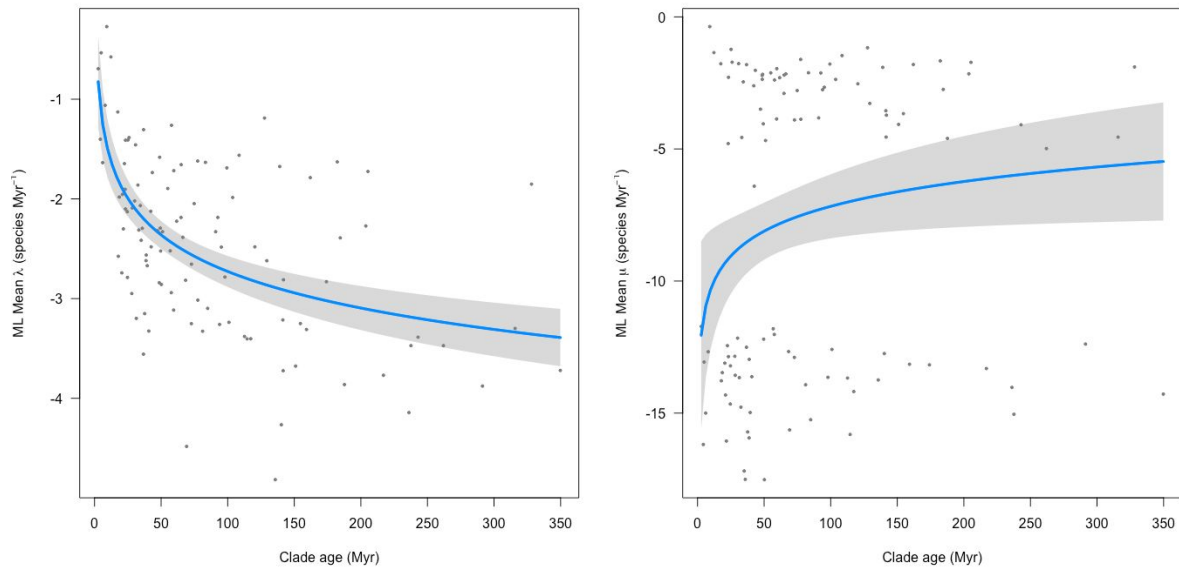 -1
-2
-3
-4
ML Mean λ (species Myr⁻¹)
0 50 100 150 200 250 300 350
Clade age (Myr)
0
-5
-10
-15
ML Mean μ (species Myr⁻¹)
0 50 100 150 200 250 300 350
Clade age (Myr)